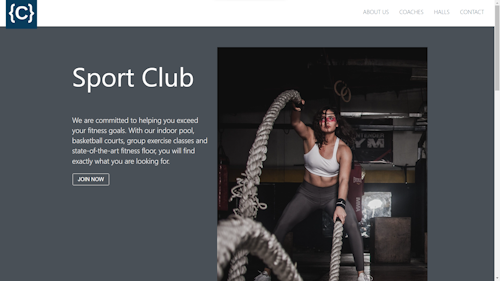 {C}
ABOUT US COACHES HALLS CONTACT
Sport Club
We are committed to helping you exceed
your fitness goals. With our indoor pool,
basketball courts, group exercise classes and
state-of-the-art fitness floor, you will find
exactly what you are looking for.
JOIN NOW
GYM